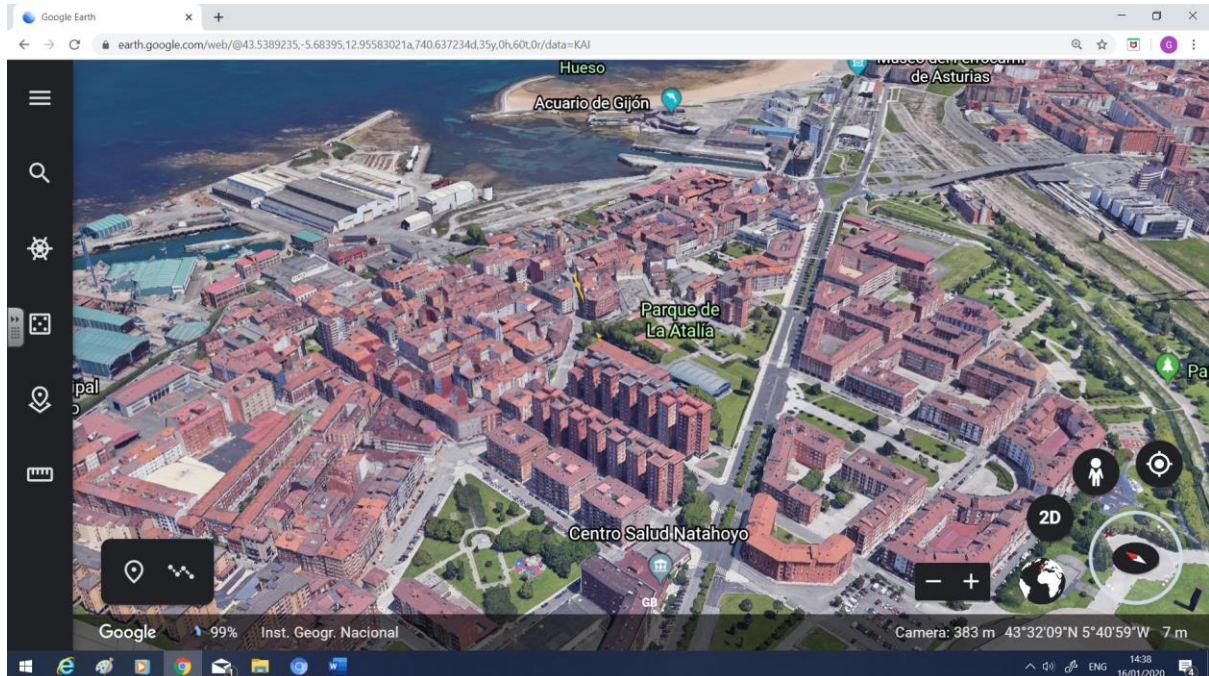 Google Earth
earth.google.com/web/@43.5389235,-5.68395,12.95583021a,740.637234d,35y,0h,60t,0r/data=KAI
G
Hueso
de Asturias
Acuario de Gijón
Parque de
La Atalía
Pa
ipal
2D
Centro Salud Natahoyo
GB
Google 99% Inst. Geogr. Nacional
Camera: 383 m 43°32'09"N 5°40'59"W 7 m
ENG
14:38
16/01/2020